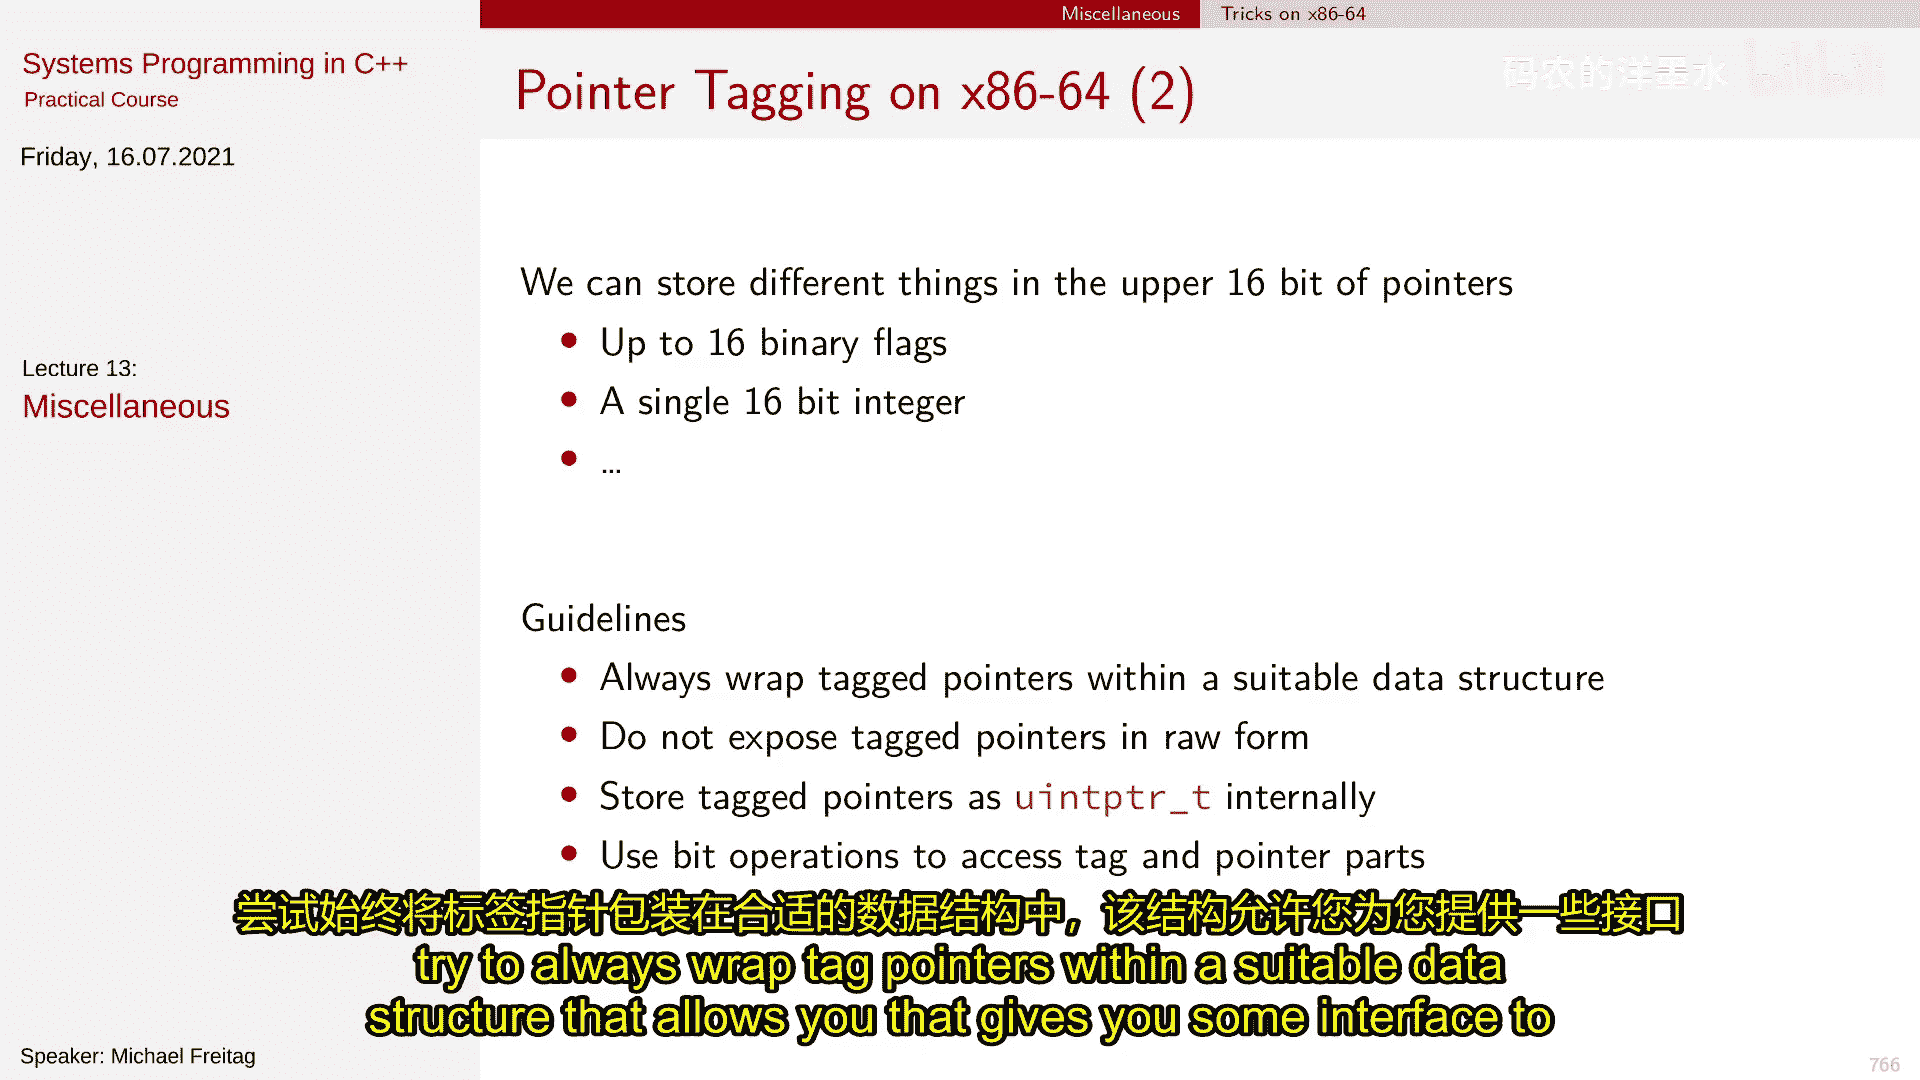 Miscellaneous
Tricks on x86-64
Systems Programming in C++
Practical Course
Friday, 16.07.2021
Lecture 13:
Miscellaneous
Pointer Tagging on x86-64 (2)
码农的洋墨水
We can store different things in the upper 16 bit of pointers
• Up to 16 binary flags
• A single 16 bit integer
• ...
Guidelines
• Always wrap tagged pointers within a suitable data structure
• Do not expose tagged pointers in raw form
• Store tagged pointers as uintptr_t internally
• Use bit operations to access tag and pointer parts
尝试始终将标签指针包装在合适的数据结构中，该结构允许您为您提供一些接口
try to always wrap tag pointers within a suitable data
structure that allows you that gives you some interface to
Speaker: Michael Freitag
766